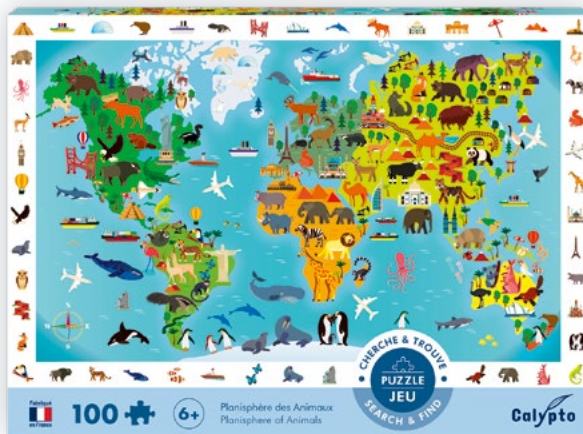 CHERCHE & TROUVE
PUZZLE
JEU
SEARCH & FIND
Fabriqué
en France
100
6+
Planisphère des Animaux
Planisphere of Animals
Calypto